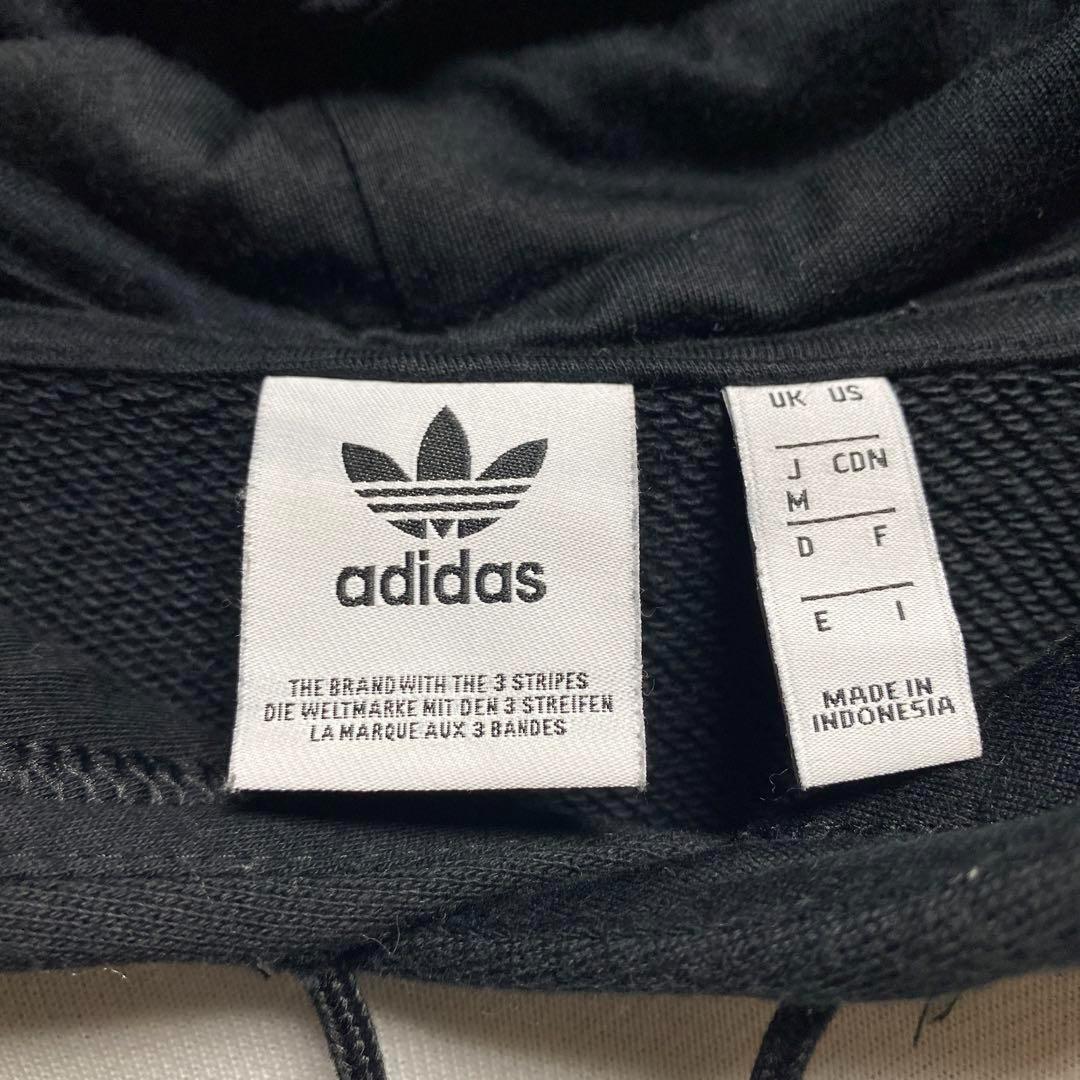 adidas
THE BRAND WITH THE 3 STRIPES
DIE WELTMARKE MIT DEN 3 STREIFEN
LA MARQUE AUX 3 BANDES
UK US
J CDN
M
D F
E I
MADE IN
INDONESIA